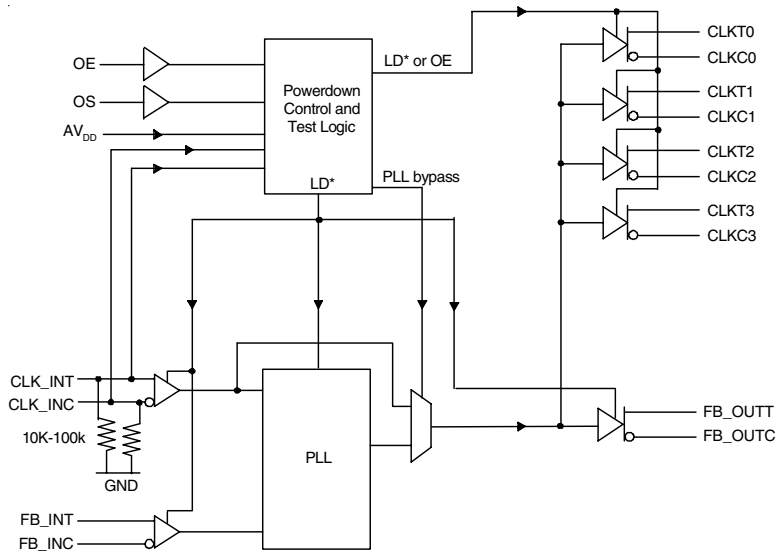 OE
OS
AVDD
Powerdown
Control and
Test Logic
LD* or OE
PLL bypass
LD*
CLKT0
CLKC0
CLKT1
CLKC1
CLKT2
CLKC2
CLKT3
CLKC3
CLK_INT
CLK_INC
10K-100k
GND
PLL
FB_OUTT
FB_OUTC
FB_INT
FB_INC